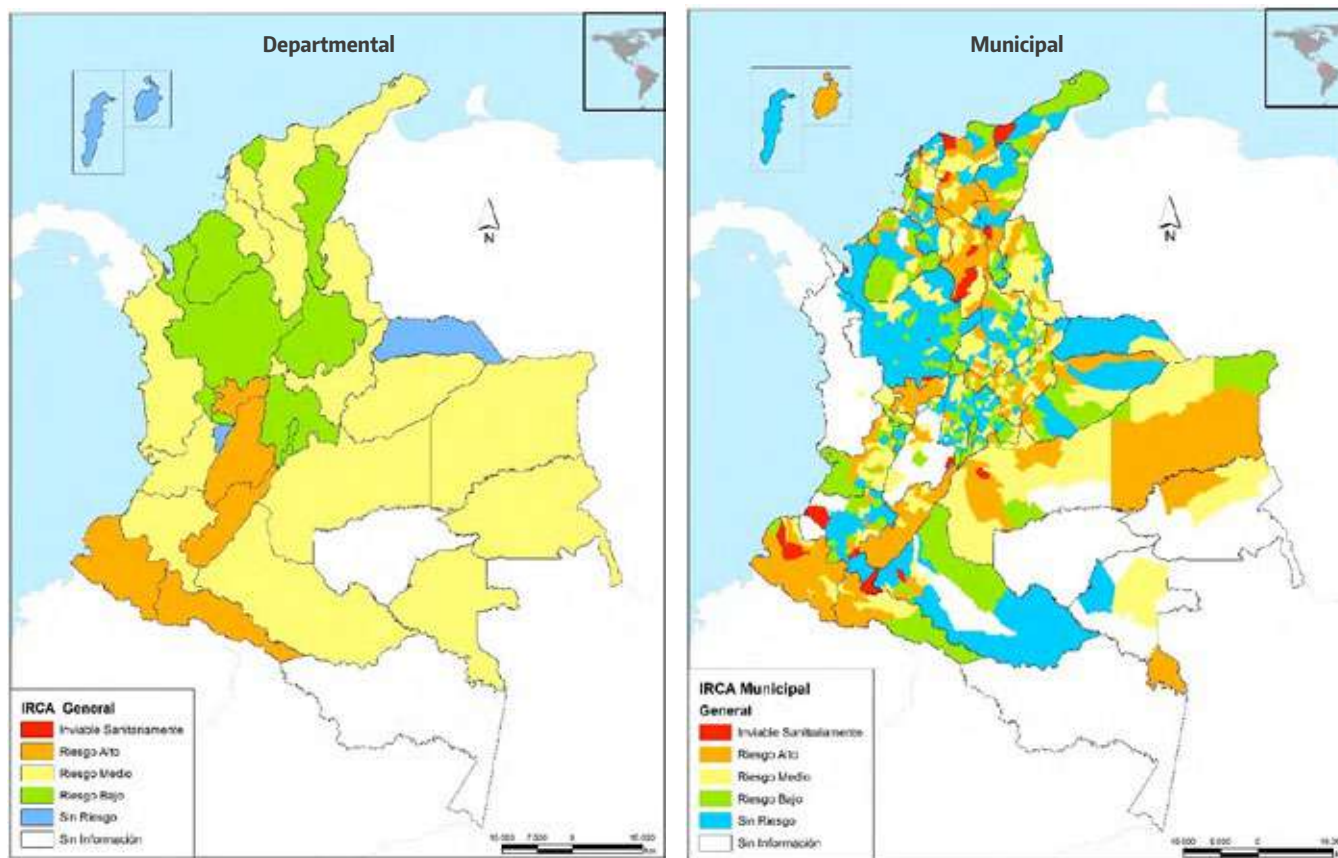 Departmental
N
IRCA General
Inviable Sanitariamente
Riesgo Alto
Riesgo Medio
Riesgo Bajo
Sin Riesgo
Sin Información
Municipal
N
IRCA Municipal
General
Inviable Sanitariamente
Riesgo Alto
Riesgo Medio
Riesgo Bajo
Sin Riesgo
Sin Información